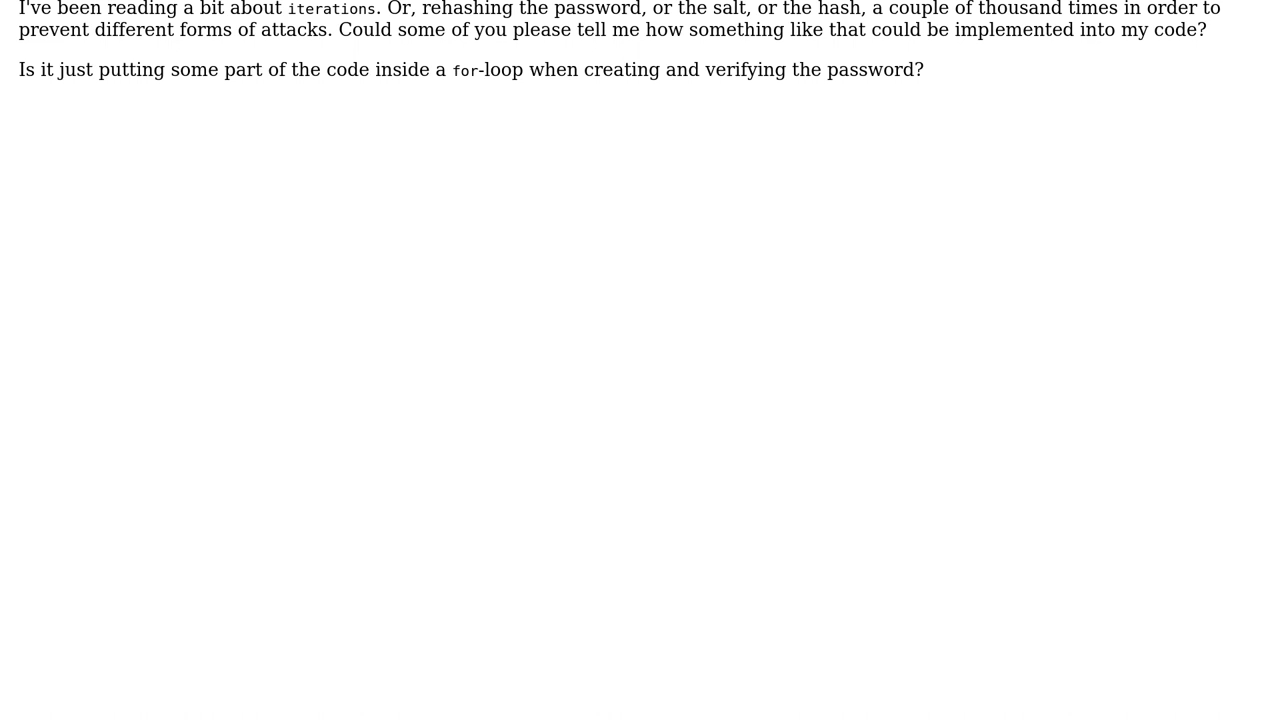 I've been reading a bit about iterations. Or, rehashing the password, or the salt, or the hash, a couple of thousand times in order to
prevent different forms of attacks. Could some of you please tell me how something like that could be implemented into my code?
Is it just putting some part of the code inside a for-loop when creating and verifying the password?